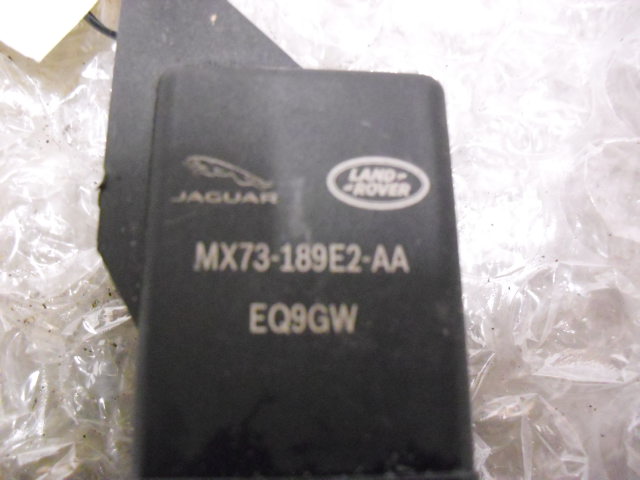 JAGUAR
LAND-
-ROVER
MX73-189E2-AA
EQ9GW